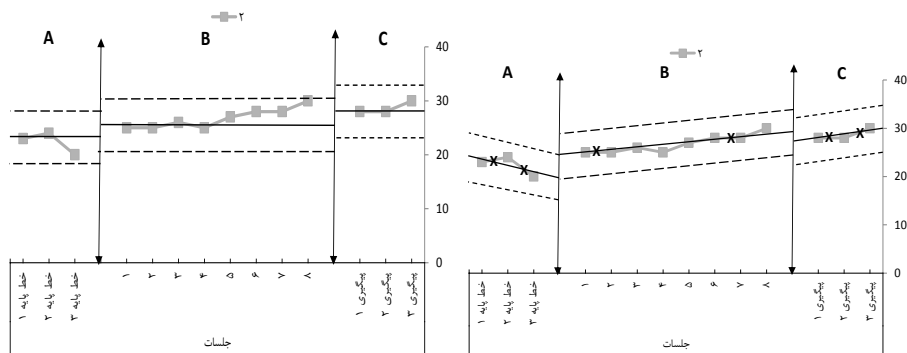 ۲
A
B
C
40
30
20
10
0
خط پایه ۱
خط پایه ۲
خط پایه ۳
۱
۲
۳
۴
۵
۶
۷
۸
پیگیری ۱
پیگیری ۲
پیگیری ۳
جلسات
۲
A
B
C
40
30
20
10
0
X
X
X
X
X
X
خط پایه ۱
خط پایه ۲
خط پایه ۳
۱
۲
۳
۴
۵
۶
۷
۸
پیگیری ۱
پیگیری ۲
پیگیری ۳
جلسات